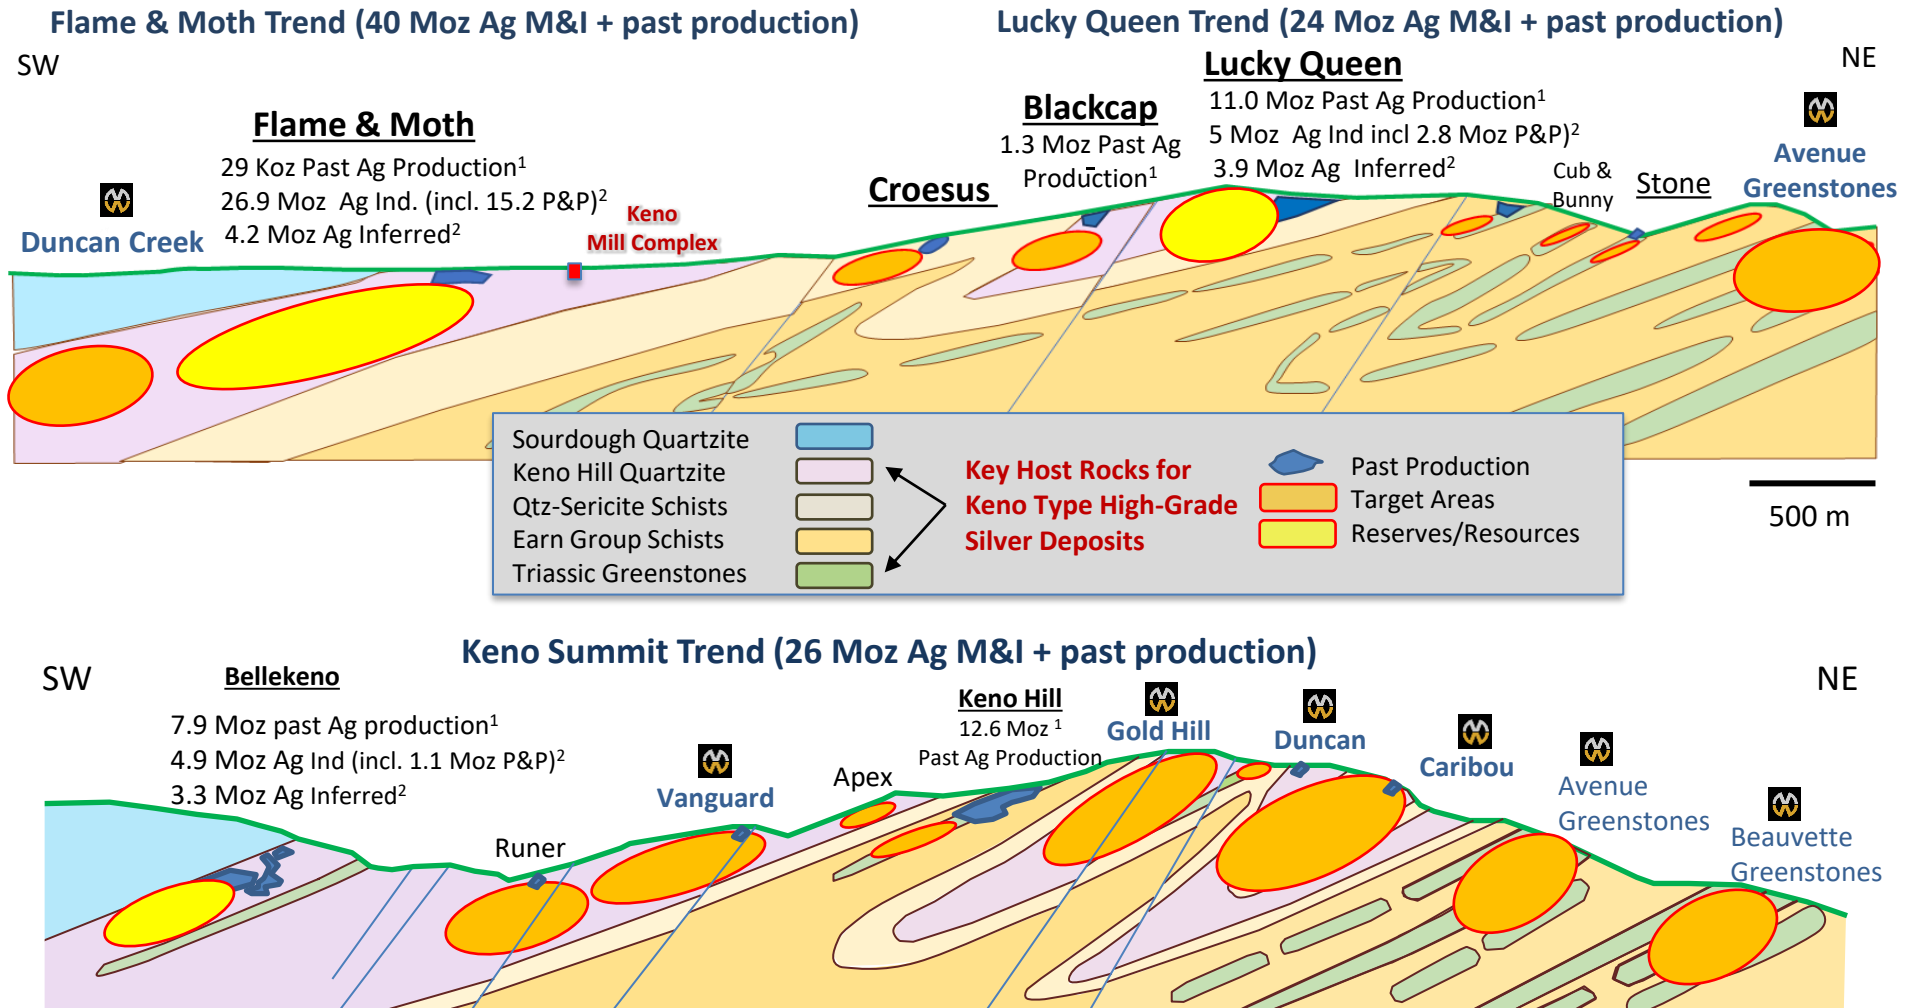 Flame & Moth Trend (40 Moz Ag M&I + past production)
Lucky Queen Trend (24 Moz Ag M&I + past production)
SW
NE
Flame & Moth
29 Koz Past Ag Production¹
26.9 Moz Ag Ind. (incl. 15.2 P&P)²
4.2 Moz Ag Inferred²
Duncan Creek
Keno
Mill Complex
Croesus
Blackcap
1.3 Moz Past Ag
Production¹
Lucky Queen
11.0 Moz Past Ag Production¹
5 Moz Ag Ind incl 2.8 Moz P&P)²
3.9 Moz Ag Inferred²
Cub &
Bunny
Stone
Avenue
Greenstones
Sourdough Quartzite
Keno Hill Quartzite
Qtz-Sericite Schists
Earn Group Schists
Triassic Greenstones
Key Host Rocks for
Keno Type High-Grade
Silver Deposits
Past Production
Target Areas
Reserves/Resources
500 m
Keno Summit Trend (26 Moz Ag M&I + past production)
SW
NE
Bellekeno
7.9 Moz past Ag production¹
4.9 Moz Ag Ind (incl. 1.1 Moz P&P)²
3.3 Moz Ag Inferred²
Runer
Vanguard
Apex
Keno Hill
12.6 Moz ¹
Past Ag Production
Gold Hill
Duncan
Caribou
Avenue
Greenstones
Beauvette
Greenstones